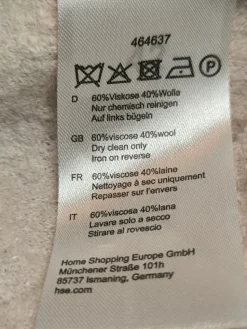 464637
P
D 60%Viskose 40%Wolle
Nur chemisch reinigen
Auf links bügeln
GB 60%viscose 40%wool
Dry clean only
Iron on reverse
FR 60%viscose 40%laine
Nettoyage à sec uniquement
Repasser sur l'envers
IT 60%viscosa 40%lana
Lavare solo a secco
Stirare al rovescio
Home Shopping Europe GmbH
Münchener Straße 101h
85737 Ismaning, Germany
hse.com